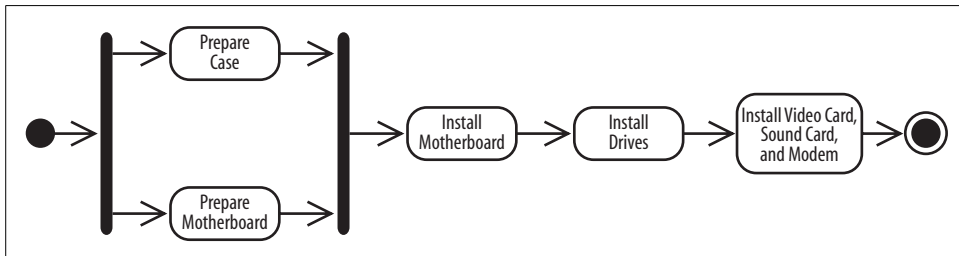 Prepare
Case
Prepare
Motherboard
Install
Motherboard
Install
Drives
Install Video Card,
Sound Card,
and Modem